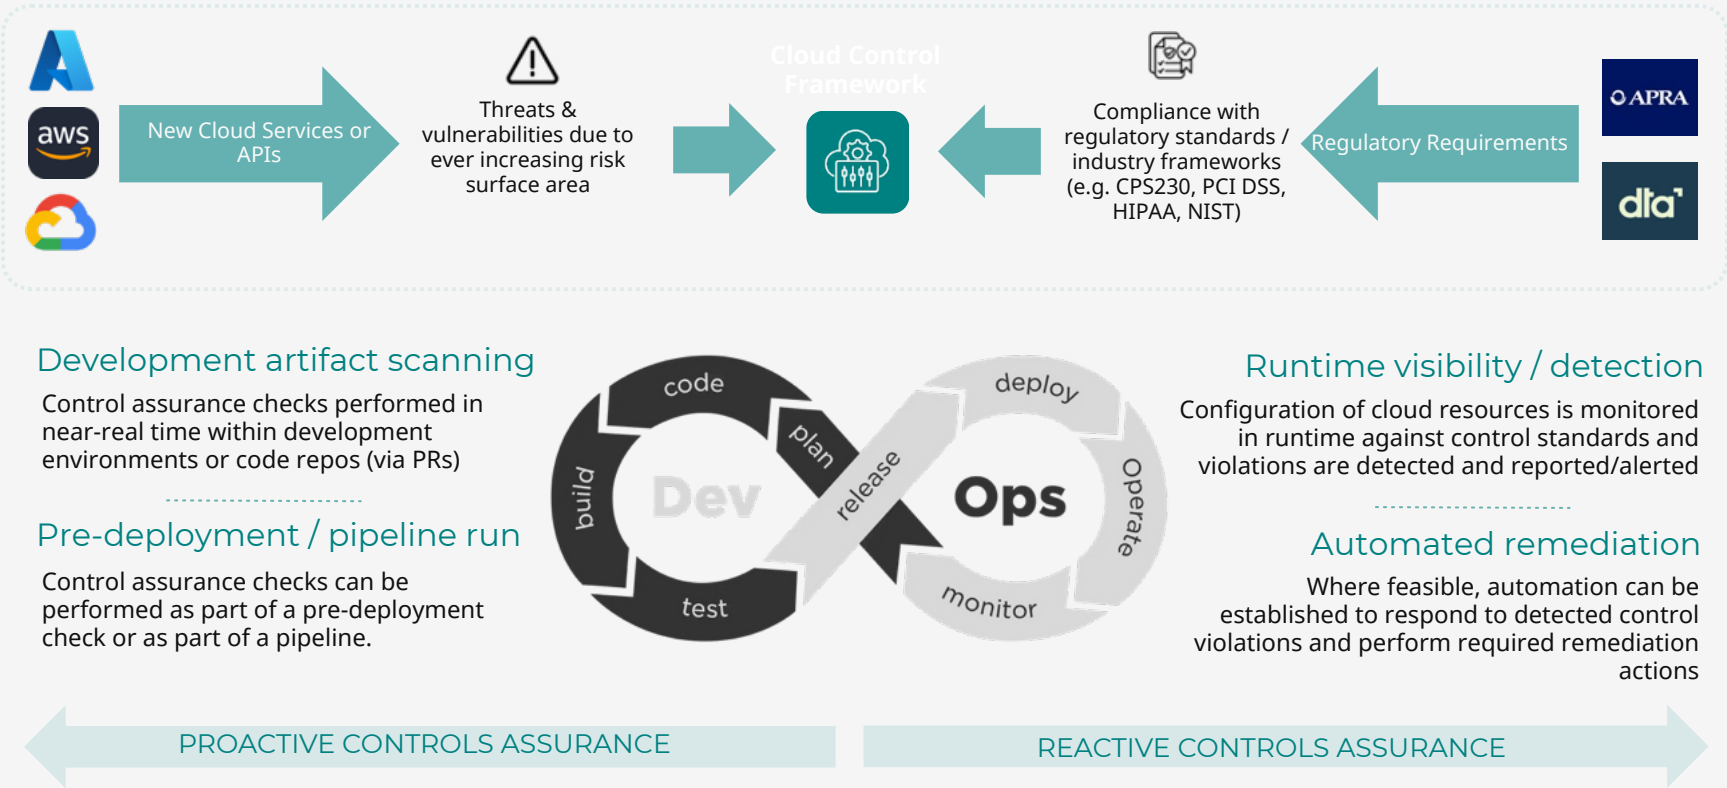 aws
New Cloud Services or
APIs
Threats &
vulnerabilities due to
ever increasing risk
surface area
Cloud Control
Framework
Compliance with
regulatory standards /
industry frameworks
(e.g. CPS230, PCI DSS,
HIPAA, NIST)
Regulatory Requirements
APRA
dta
Development artifact scanning
Control assurance checks performed in
near-real time within development
environments or code repos (via PRs)
Pre-deployment / pipeline run
Control assurance checks can be
performed as part of a pre-deployment
check or as part of a pipeline.
code
plan
build
Dev
test
release
deploy
Ops
Operate
monitor
Runtime visibility / detection
Configuration of cloud resources is monitored
in runtime against control standards and
violations are detected and reported/alerted
Automated remediation
Where feasible, automation can be
established to respond to detected control
violations and perform required remediation
actions
PROACTIVE CONTROLS ASSURANCE
REACTIVE CONTROLS ASSURANCE